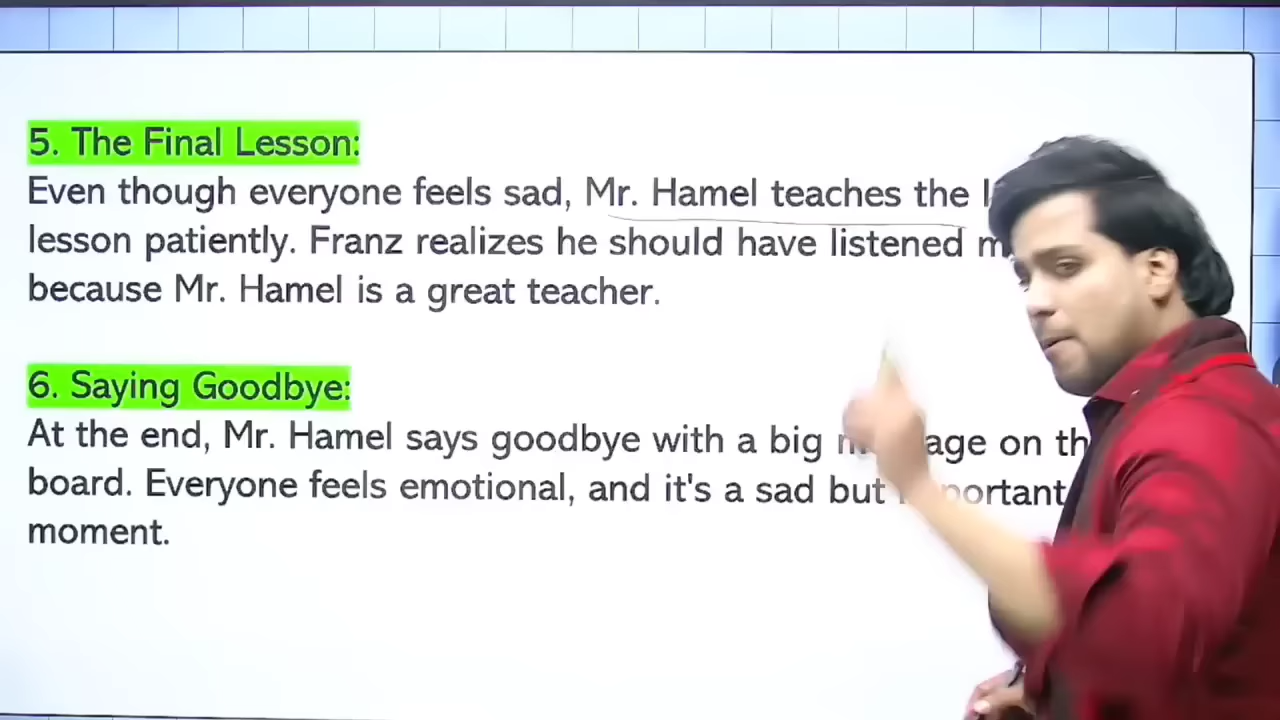 5. The Final Lesson:
Even though everyone feels sad, Mr. Hamel teaches the
lesson patiently. Franz realizes he should have listened
because Mr. Hamel is a great teacher.
6. Saying Goodbye:
At the end, Mr. Hamel says goodbye with a big on
board. Everyone feels emotional, and it's a sad but
moment.